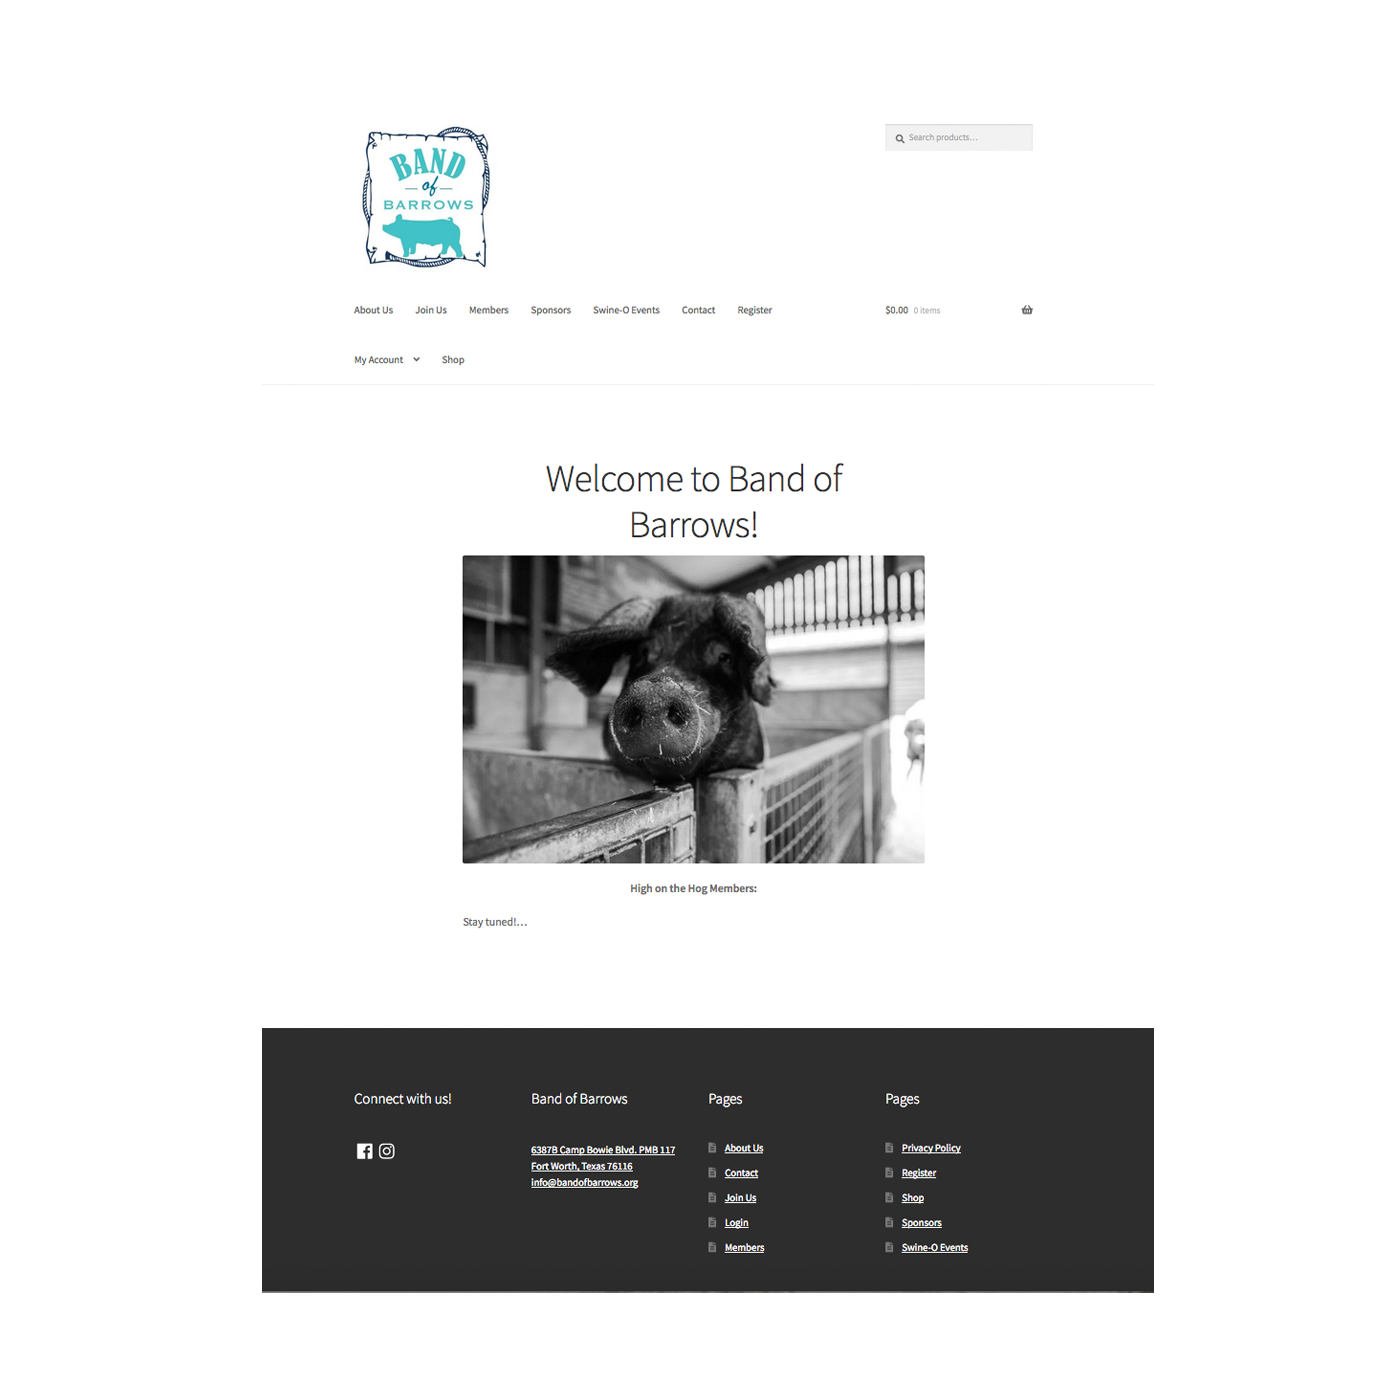 BAND
of
BARROWS
Search products…
About Us Join Us Members Sponsors Swine-O Events Contact Register
$0.00 0 items
My Account Shop
Welcome to Band of
Barrows!
High on the Hog Members:
Stay tuned!…
Connect with us!
Band of Barrows
6387B Camp Bowie Blvd. PMB 117
Fort Worth, Texas 76116
info@bandofbarrows.org
Pages
About Us
Contact
Join Us
Login
Members
Pages
Privacy Policy
Register
Shop
Sponsors
Swine-O Events